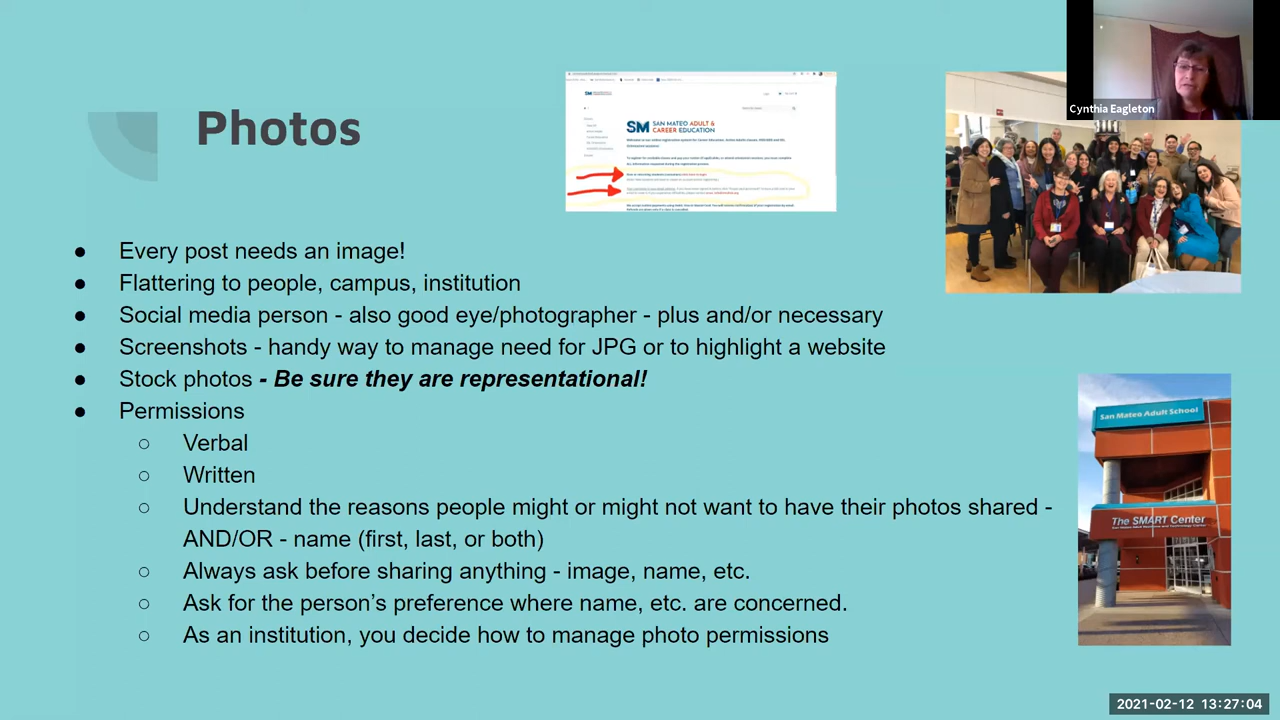 Photos
SM SAN MATEO ADULT &
CAREER EDUCATION
Cynthia Eagleton
● Every post needs an image!
● Flattering to people, campus, institution
● Social media person - also good eye/photographer - plus and/or necessary
● Screenshots - handy way to manage need for JPG or to highlight a website
● Stock photos - Be sure they are representational!
● Permissions
○ Verbal
○ Written
○ Understand the reasons people might or might not want to have their photos shared -
AND/OR - name (first, last, or both)
○ Always ask before sharing anything - image, name, etc.
○ Ask for the person's preference where name, etc. are concerned.
○ As an institution, you decide how to manage photo permissions
San Mateo Adult School
The SMART Center
2021-02-12 13:27:04